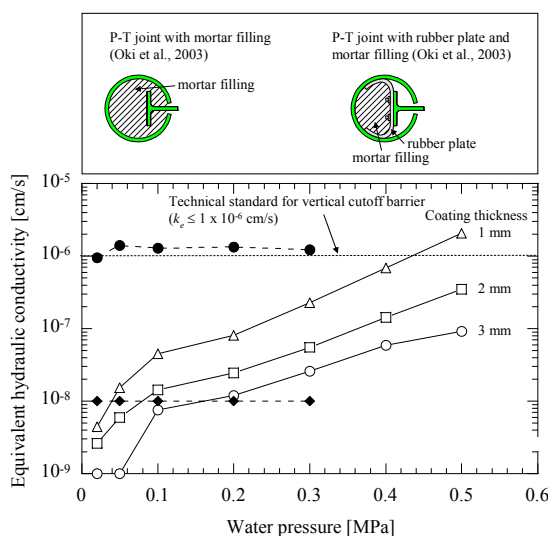 P-T joint with mortar filling
(Oki et al., 2003)
mortar filling
P-T joint with rubber plate and
mortar filling (Oki et al., 2003)
rubber plate
mortar filling
Equivalent hydraulic conductivity [cm/s]
10⁻⁵
10⁻⁶
10⁻⁷
10⁻⁸
10⁻⁹
Technical standard for vertical cutoff barrier
(kₑ ≤ 1 x 10⁻⁶ cm/s)
Coating thickness
1 mm
2 mm
3 mm
0 0.1 0.2 0.3 0.4 0.5 0.6
Water pressure [MPa]